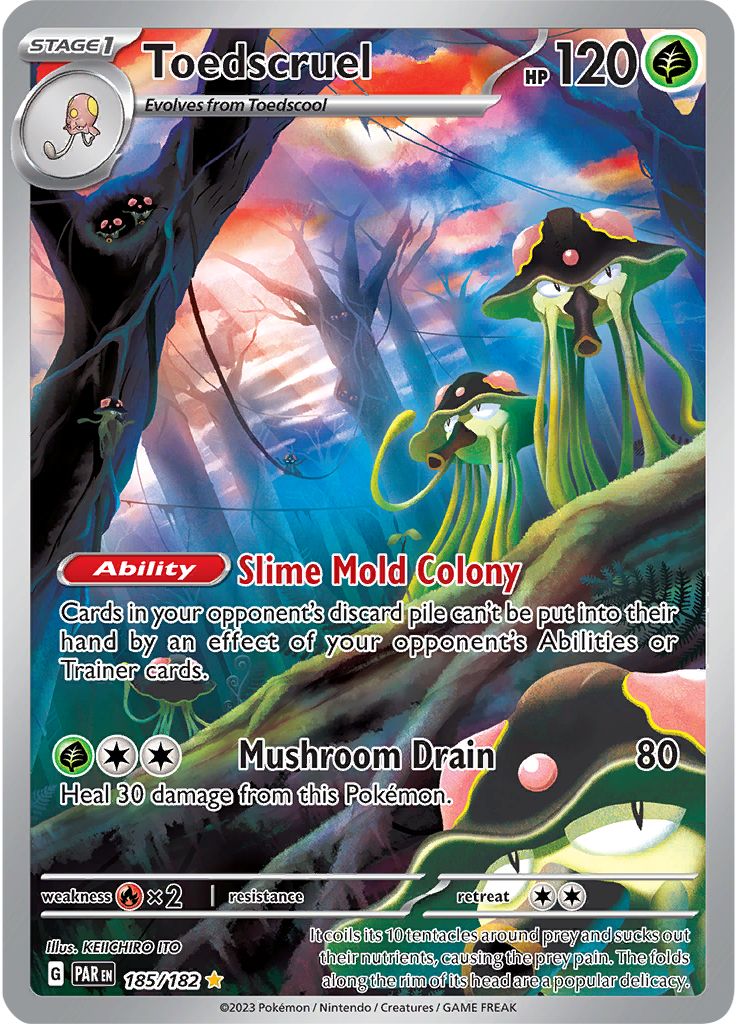 STAGE1
Toedscruel
HP 120
Evolves from Toedscool
Ability Slime Mold Colony
Cards in your opponent's discard pile can't be put into their
hand by an effect of your opponent's Abilities or
Trainer cards.
Mushroom Drain 80
Heal 30 damage from this Pokémon.
weakness ×2 resistance retreat
Illus. KEIICHIRO ITO
It coils its 10 tentacles around prey and sucks out
their nutrients, causing the prey pain. The folds
along the rim of its head are a popular delicacy.
G PAR EN 185/182
©2023 Pokémon / Nintendo / Creatures / GAME FREAK